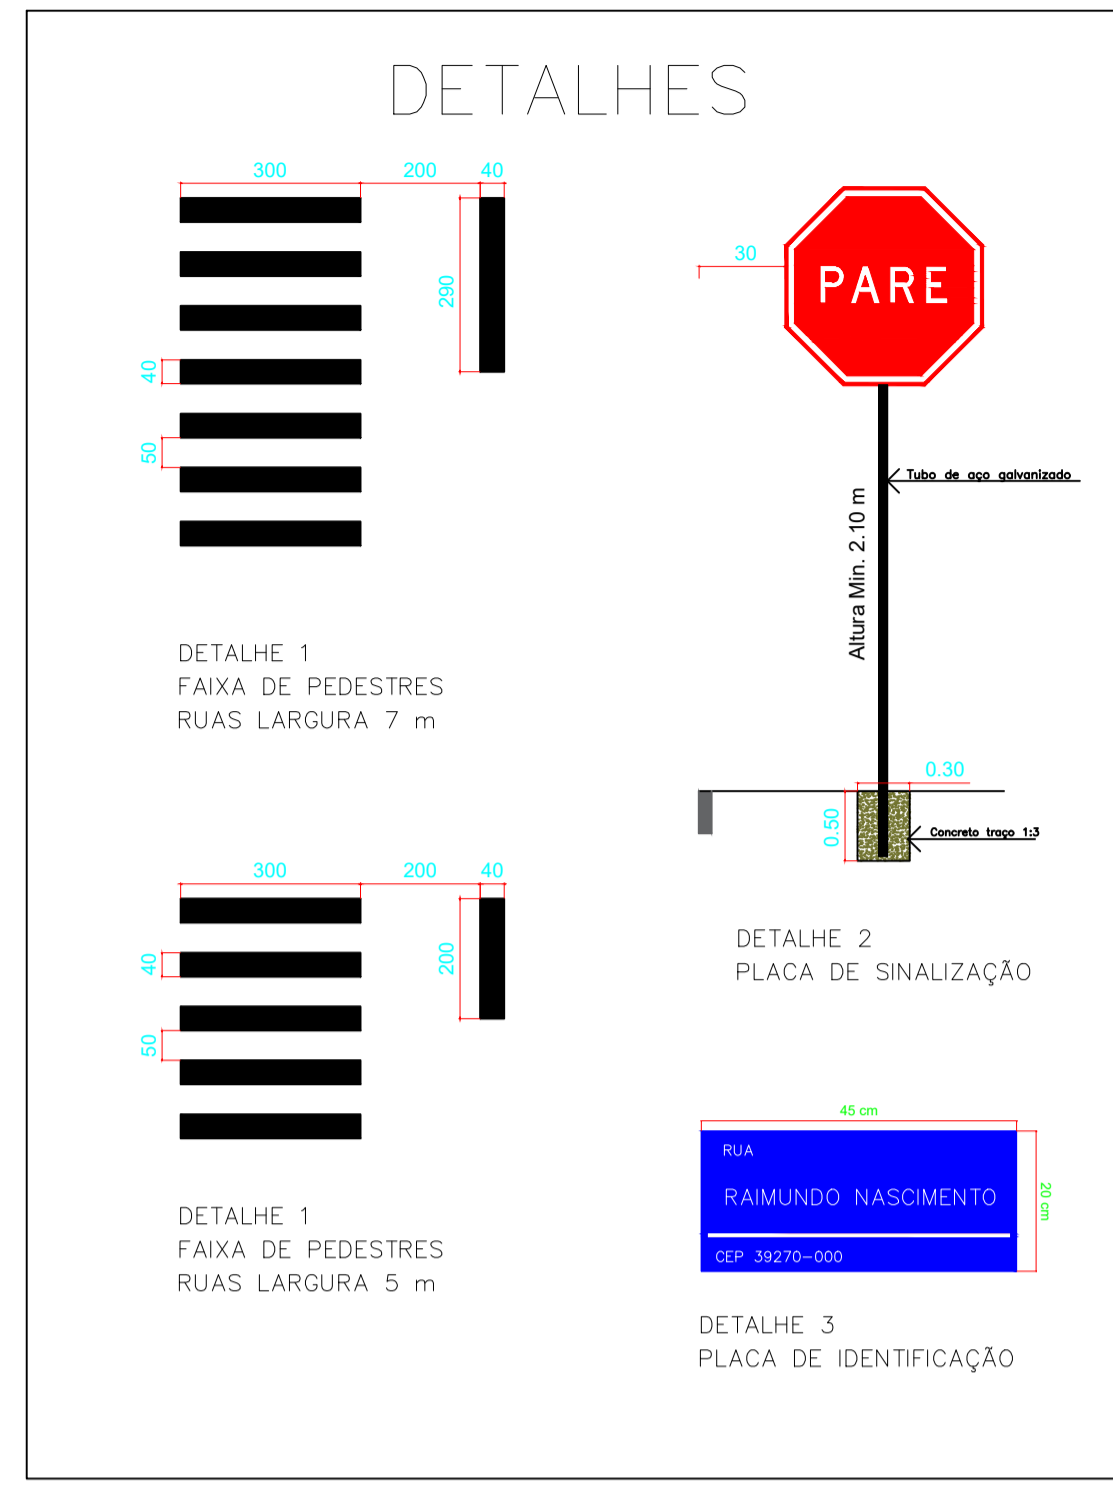 DETALHES
300 200 40
290
40
50
DETALHE 1
FAIXA DE PEDESTRES
RUAS LARGURA 7 m
300 200 40
200
40
50
DETALHE 1
FAIXA DE PEDESTRES
RUAS LARGURA 5 m
30
PARE
Tubo de aço galvanizado
Altura Min. 2.10 m
0.30
0.50
Concreto traço 1:3
DETALHE 2
PLACA DE SINALIZAÇÃO
45 cm
20 cm
RUA
RAIMUNDO NASCIMENTO
CEP 39270-000
DETALHE 3
PLACA DE IDENTIFICAÇÃO